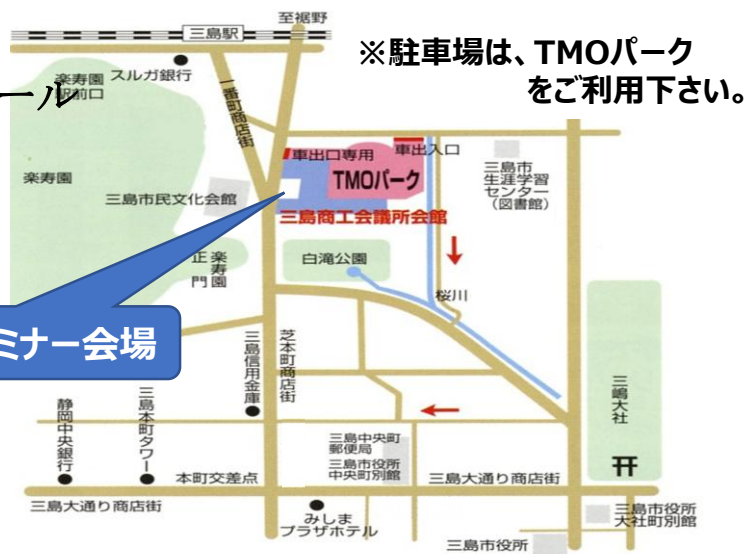 至裾野
三島駅
※駐車場は、TMOパーク
をご利用下さい。
スルガ銀行
楽寿園
駅前口
ール
一番町商店街
車出口専用
車出入口
TMOパーク
三島市
生涯学習
センター
(図書館)
楽寿園
三島市民文化会館
三島商工会議所会館
楽寿園
正門
白滝公園
桜川
ミナー会場
三島信用金庫
芝本町商店街
三嶋大社
静岡中央銀行
三島本町タワー
三島中央町
郵便局
三島市役所
中央町別館
本町交差点
三島大通り商店街
三島大通り商店街
みしま
プラザホテル
三島市役所
大社町別館
三島市役所